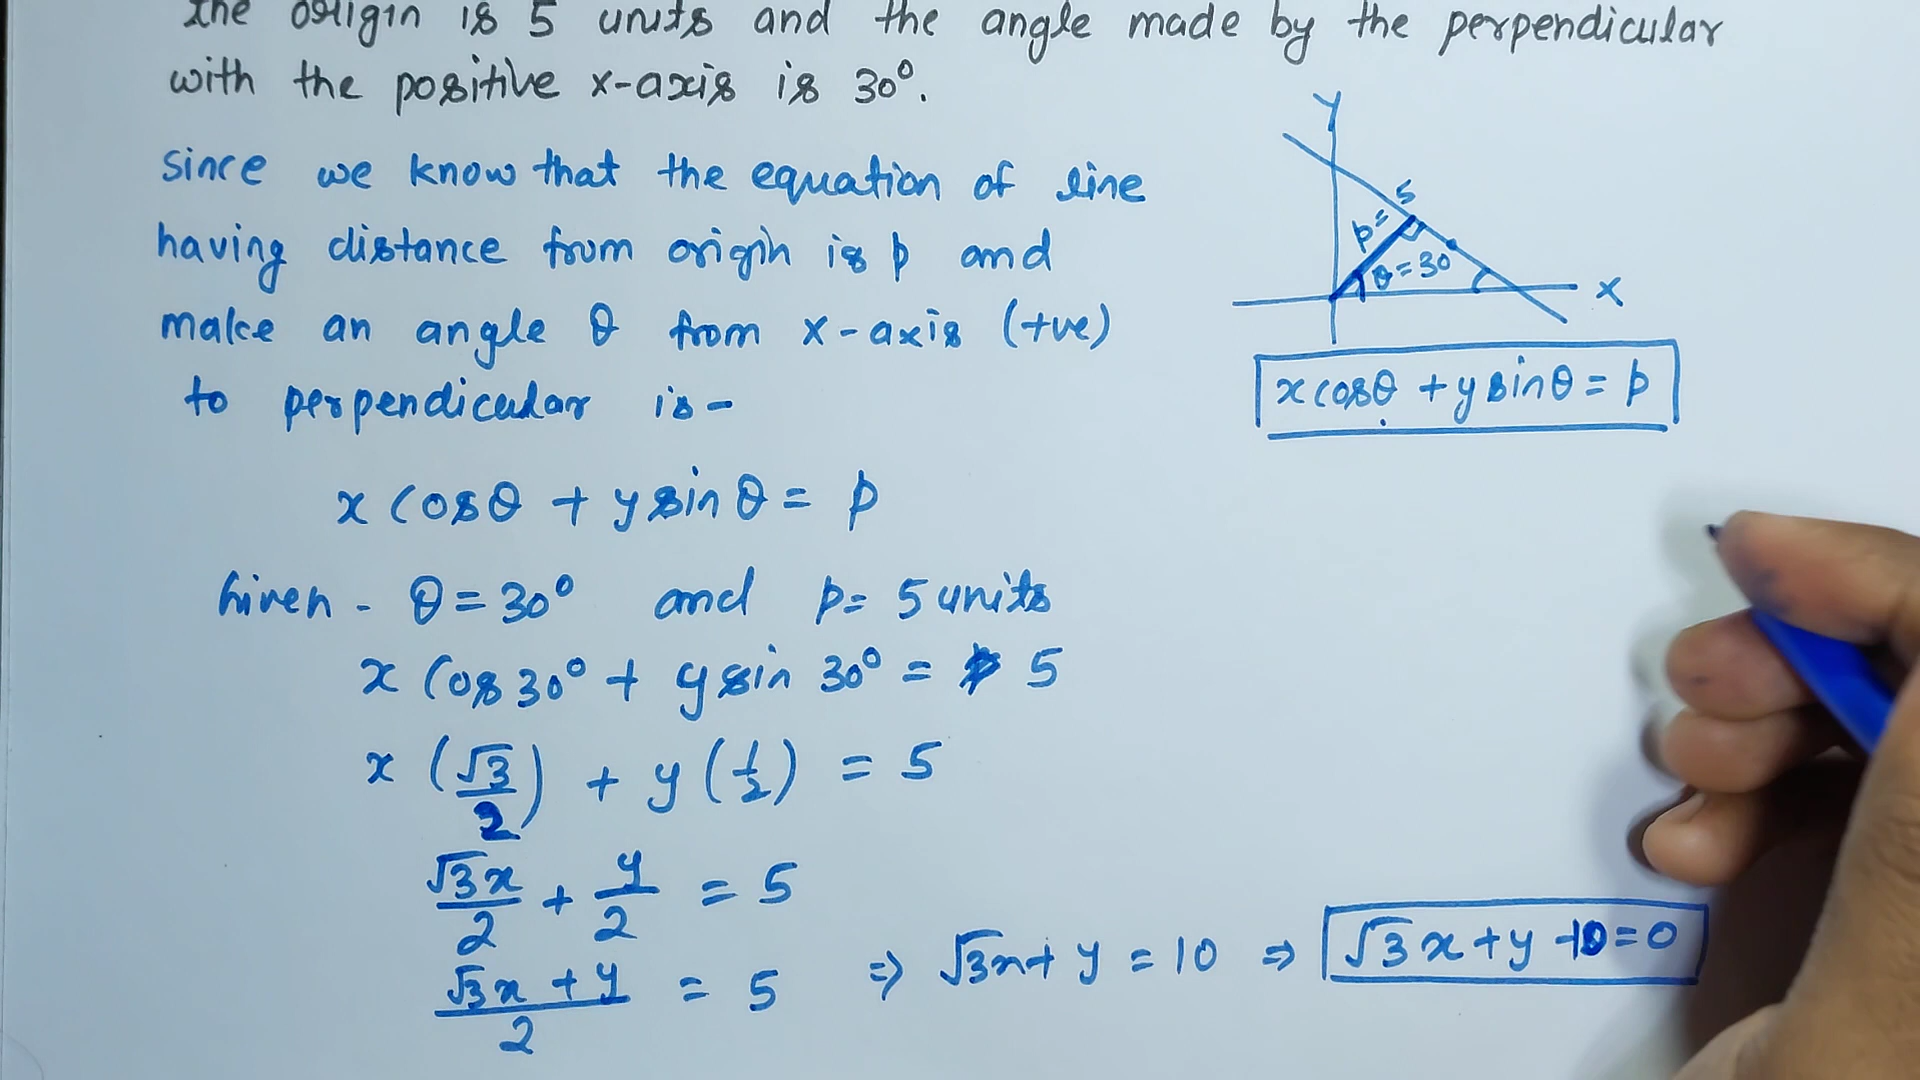 the origin is 5 units and the angle made by the perpendicular
with the positive x-axis is 30°.
y
since we know that the equation of line
having distance from origin is p and
make an angle θ from x-axis (+ve)
to perpendicular is -
p= 5
θ=30
x
x cosθ + y sinθ = p
x cosθ + y sin θ = p
Given - θ = 30° and p= 5 units
x cos 30° + y sin 30° = 5
x (√3/2) + y (1/2) = 5
√3x/2 + y/2 = 5
√3x + y/2 = 5 ⇒ √3x + y = 10 ⇒ √3x + y -10=0